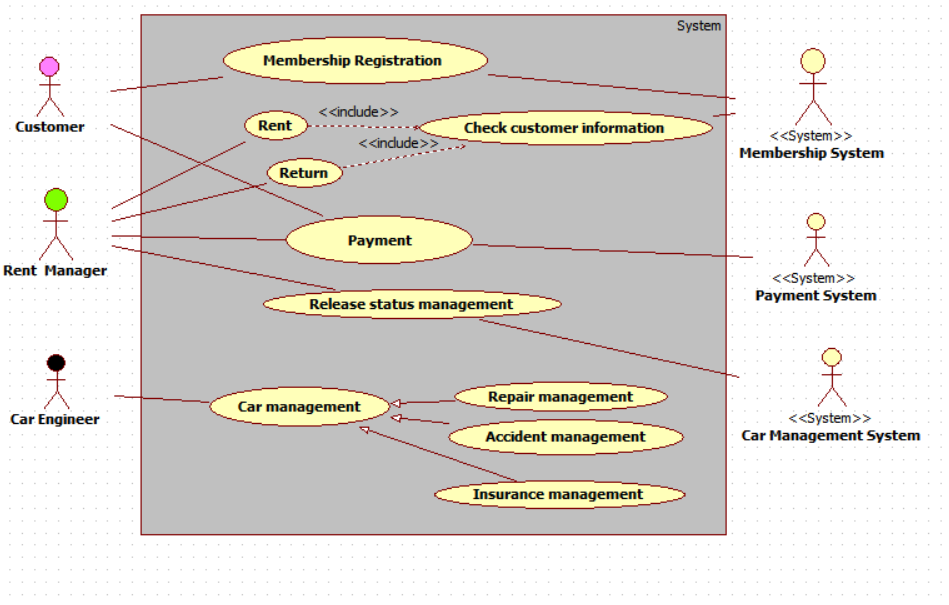 System
Membership Registration
Customer
Rent
<<include>>
Check customer information
<<include>>
Return
<<System>>
Membership System
Rent Manager
Payment
<<System>>
Payment System
Release status management
Car Engineer
Car management
Repair management
Accident management
Insurance management
<<System>>
Car Management System